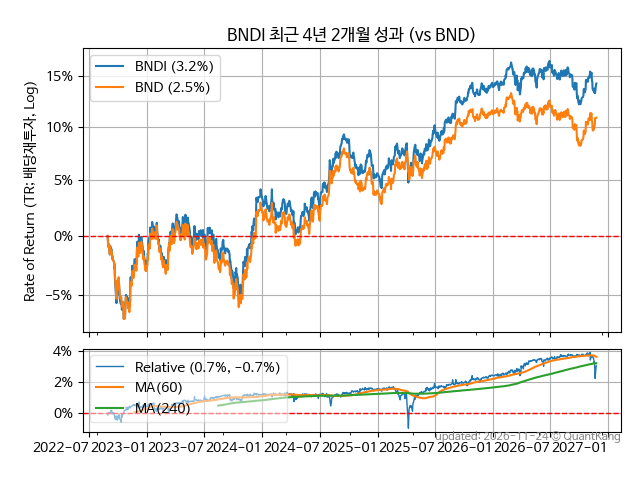 BNDI 최근 4년 2개월 성과 (vs BND)
Rate of Return (TR: 배당재투자, Log)
15%
10%
5%
0%
−5%
BNDI (3.2%)
BND (2.5%)
4%
2%
0%
Relative (0.7%, −0.7%)
MA(60)
MA(240)
2022−07
2023−01
2023−07
2024−01
2024−07
2025−01
2025−07
2026−01
2026−07
2027−01
updated: 2026−11−24 © QuantKang